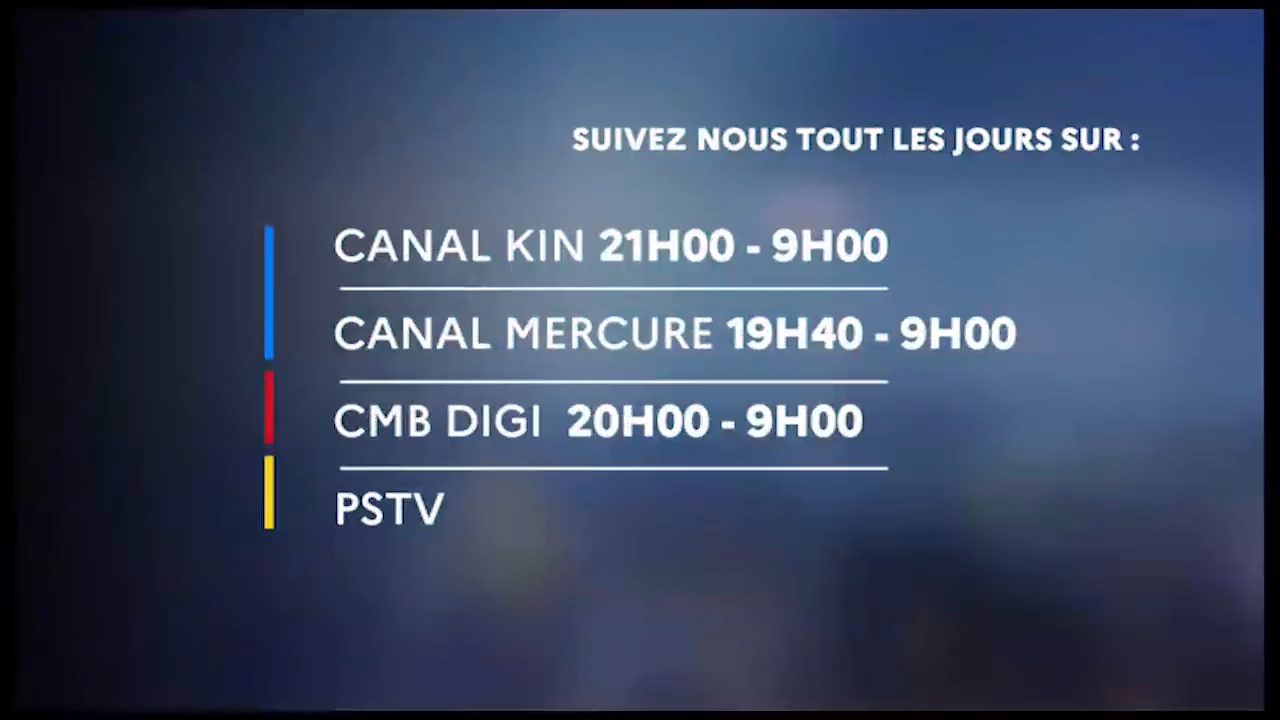 SUIVEZ NOUS TOUT LES JOURS SUR :
CANAL KIN 21H00 - 9H00
CANAL MERCURE 19H40 - 9H00
CMB DIGI 20H00 - 9H00
PSTV